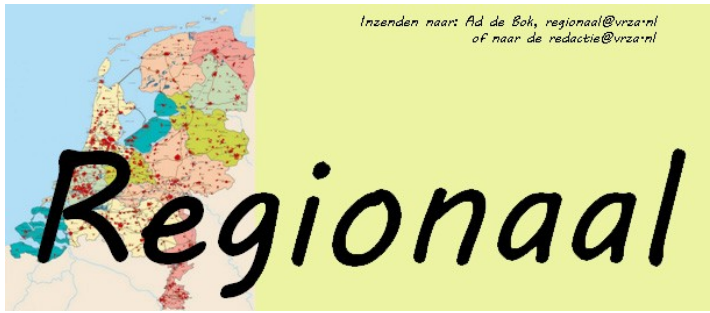 Inzenden naar: Ad de Bok, regionaal@vrza.nl
of naar de redactie@vrza.nl
Regionaal